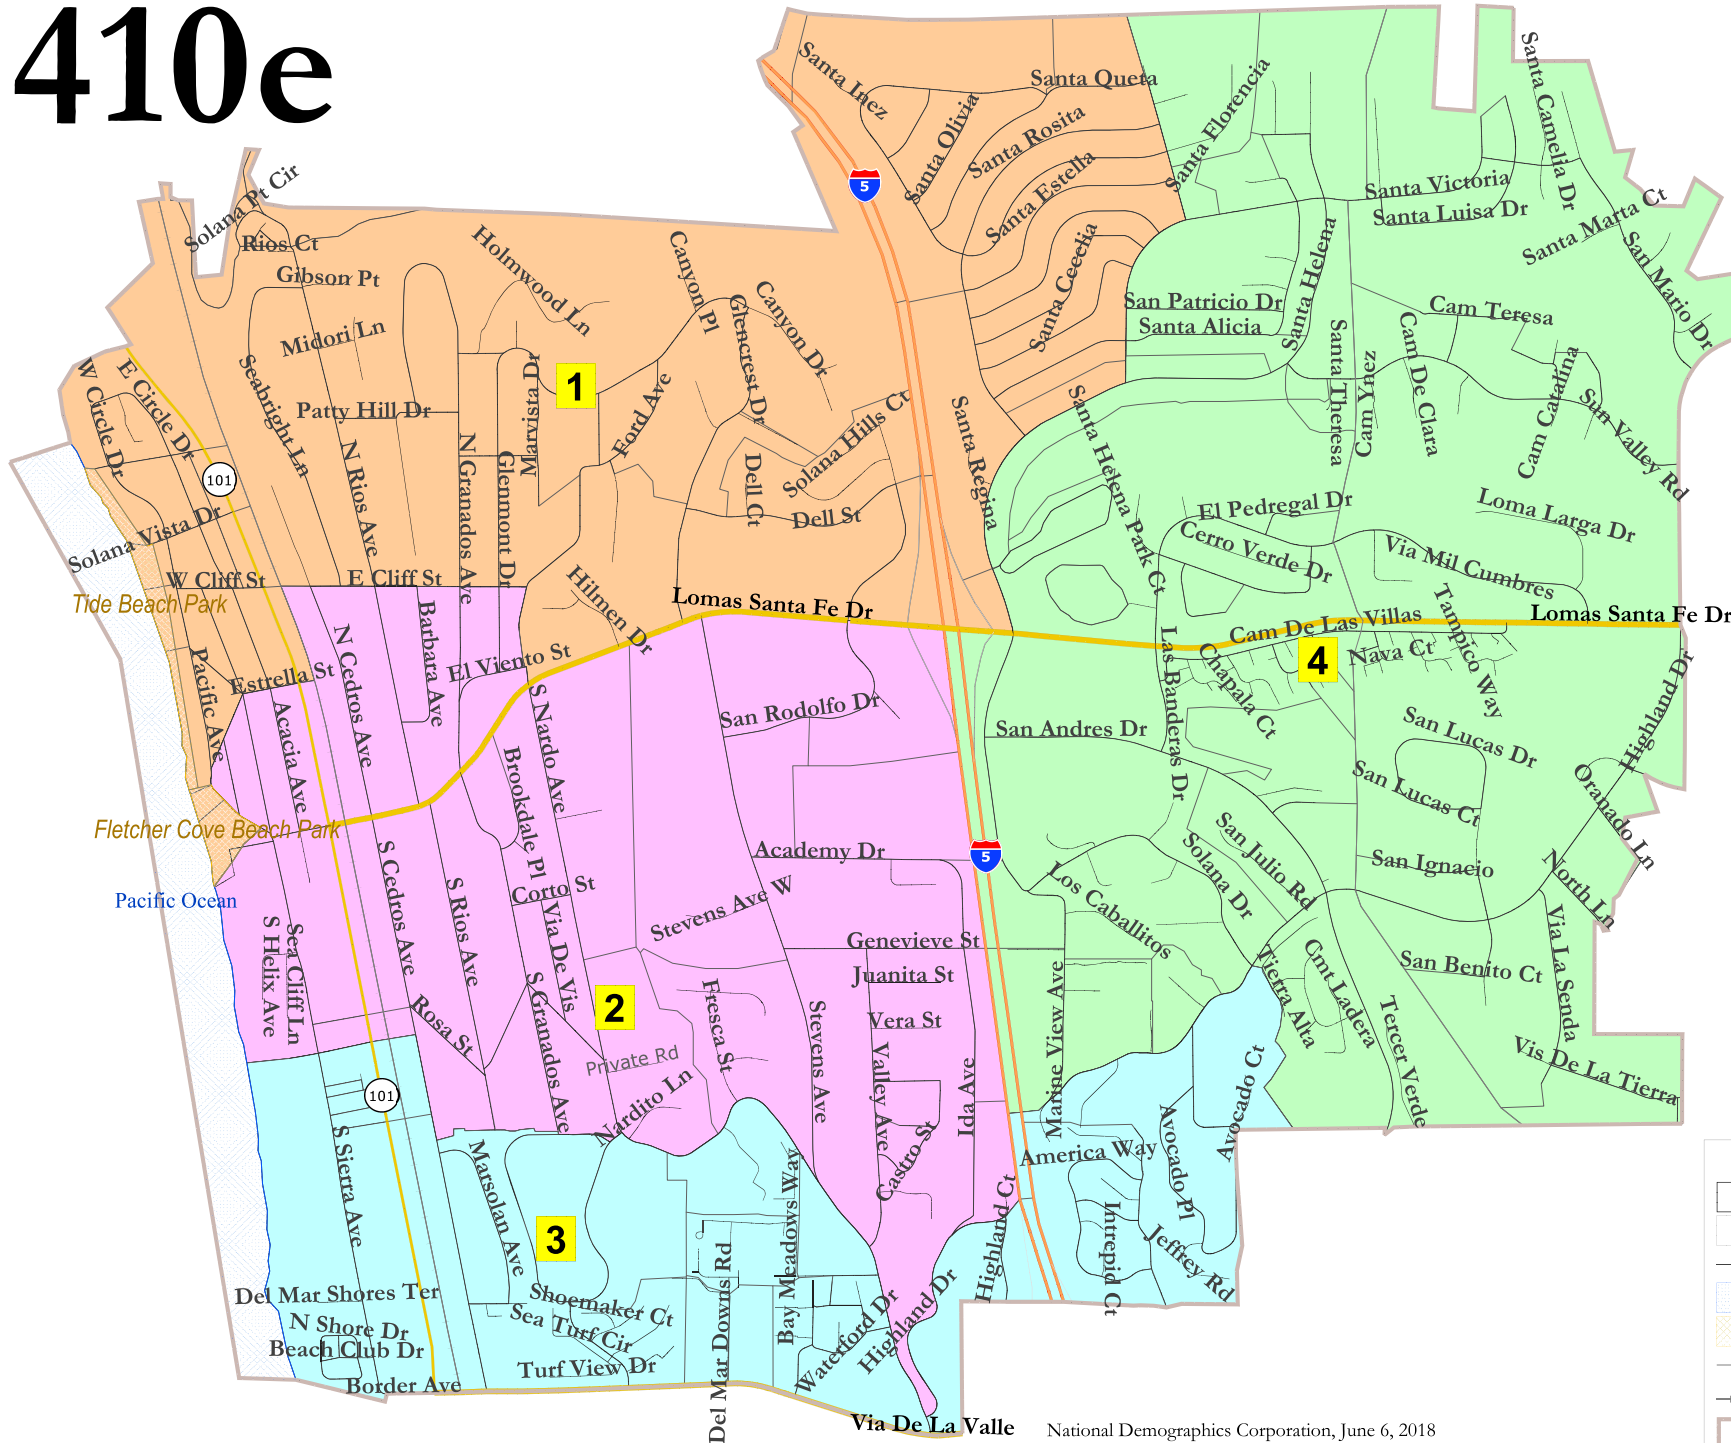 410e
Santa Inez
Santa Queta
Santa Olivia
Santa Rosita
Santa Estella
Santa Cecelia
Santa Florencia
Santa Camelia Dr
Santa Victoria
Santa Luisa Dr
Santa Marta Ct
San Mario Dr
5
Solana Pt Cir
Rios Ct
Gibson Pt
Midori Ln
Holmwood Ln
Canyon Pl
Canyon Dr
Glencrest Dr
San Patricio Dr
Santa Alicia
Santa Helena
Cam Teresa
Santa Theresa
Cam Ynez
Cam De Clara
Cam Catalina
Sun Valley Rd
W Circle Dr
E Circle Dr
Seabright Ln
Patty Hill Dr
Marvista Dr
1
Ford Ave
Solana Hills Ct
Santa Regina
Santa Helena Park Ct
101
N Rios Ave
N Granados Ave
Glenmont Dr
Dell Ct
Dell St
El Pedregal Dr
Cerro Verde Dr
Loma Larga Dr
Via Mil Cumbres
Solana Vista Dr
W Cliff St
E Cliff St
Tide Beach Park
Hilmen Dr
Lomas Santa Fe Dr
Lomas Santa Fe Dr
Cam De Las Villas
Tampico Way
Nava Ct
4
Chapala Ct
Las Banderas Dr
Pacific Ave
Estrella St
N Cedros Ave
Barbara Ave
El Viento St
S Nardo Ave
San Rodolfo Dr
San Andres Dr
San Lucas Dr
Highland Dr
Acacia Ave
Brookdale Pl
San Lucas Ct
Oranado Ln
Fletcher Cove Beach Park
Academy Dr
5
Solana Dr
San Julio Rd
San Ignacio
North Ln
Pacific Ocean
S Cedros Ave
S Rios Ave
Corto St
Via De Vis
Stevens Ave W
Los Caballitos
S Helix Ave
Sea Cliff Ln
Genevieve St
Juanita St
Vera St
Tierra Alta
Cmt Ladera
San Benito Ct
Via La Senda
Rosa St
S Granados Ave
2
Fresca St
Stevens Ave
Valley Ave
Ida Ave
Marine View Ave
Tercer Verde
Vis De La Tierra
Private Rd
Nardito Ln
101
Castro St
America Way
Avocado Pl
Avocado Ct
S Sierra Ave
Marsolan Ave
3
Bay Meadows Way
Highland Ct
Intrepid Ct
Jeffrey Rd
Del Mar Shores Ter
N Shore Dr
Beach Club Dr
Border Ave
Shoemaker Ct
Sea Turf Cir
Turf View Dr
Del Mar Downs Rd
Waterford Dr
Highland Dr
Via De La Valle
National Demographics Corporation, June 6, 2018